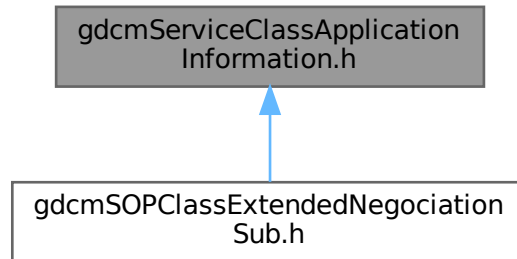 gdcmServiceClassApplication
Information.h
gdcmSOPClassExtendedNegociation
Sub.h